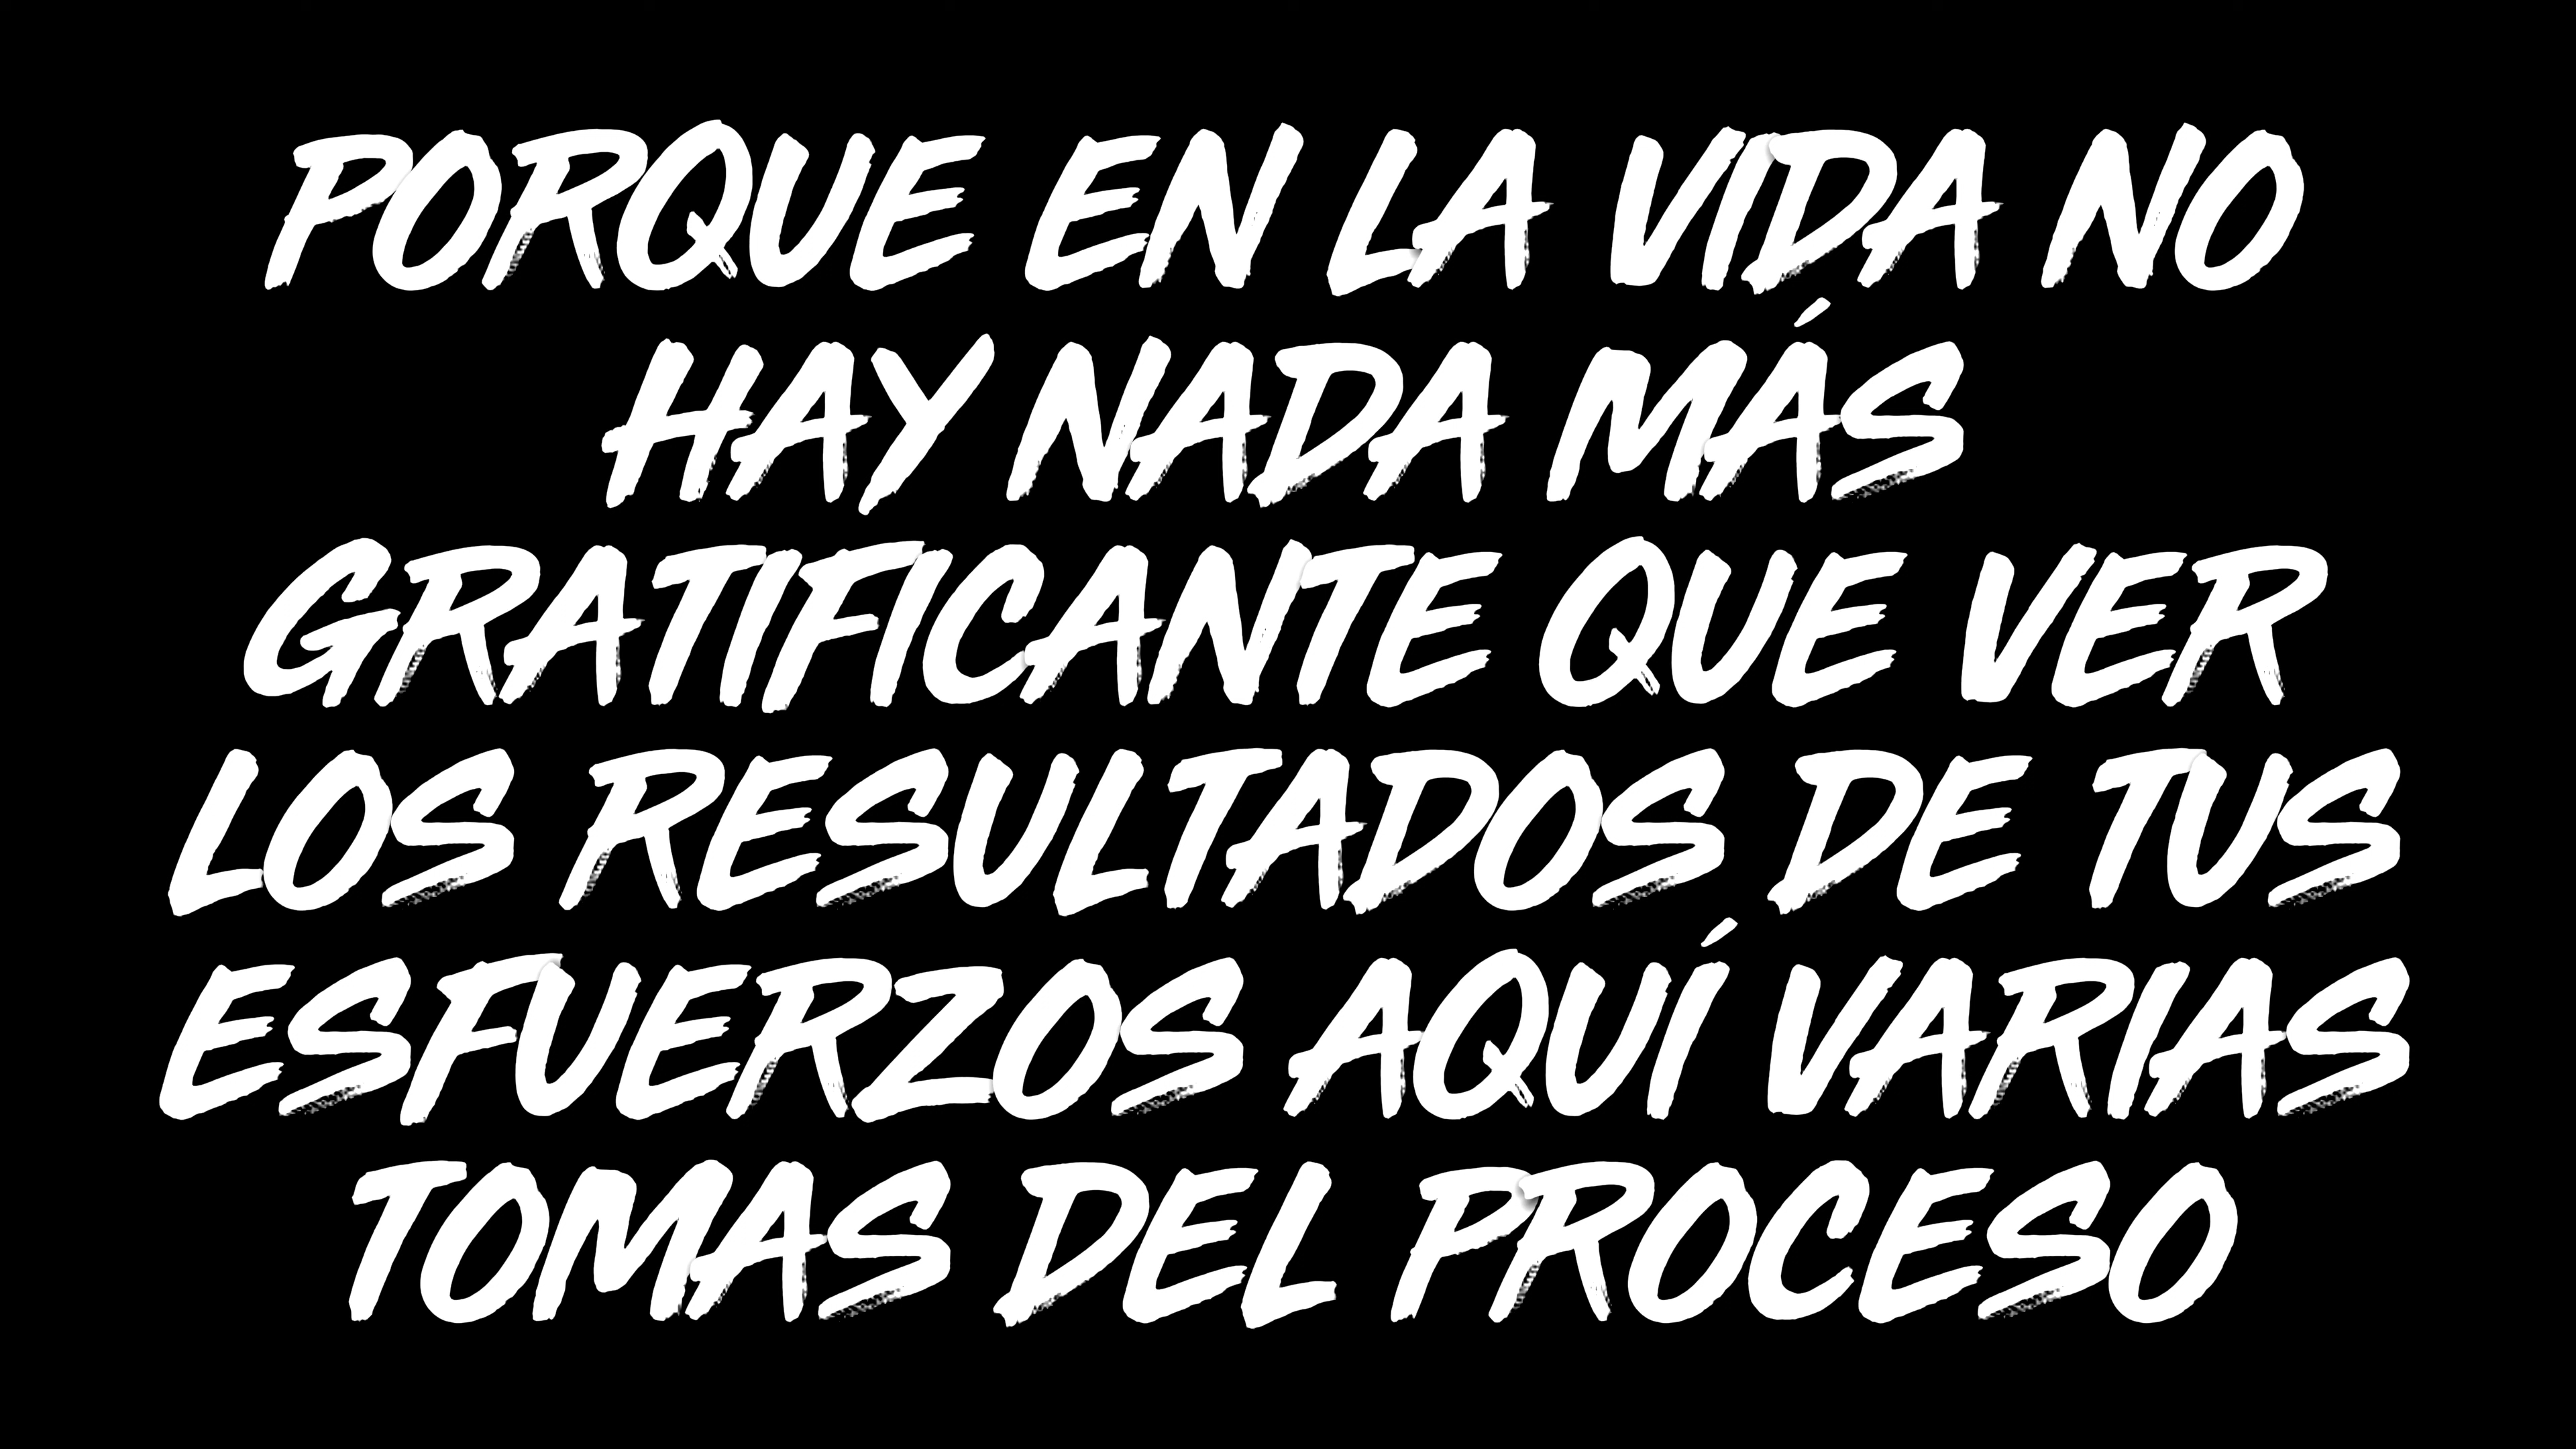 PORQUE EN LA VIDA NO
HAY NADA MÁS
GRATIFICANTE QUE VER
LOS RESULTADOS DE TUS
ESFUERZOS AQUÍ VARIAS
TOMAS DEL PROCESO